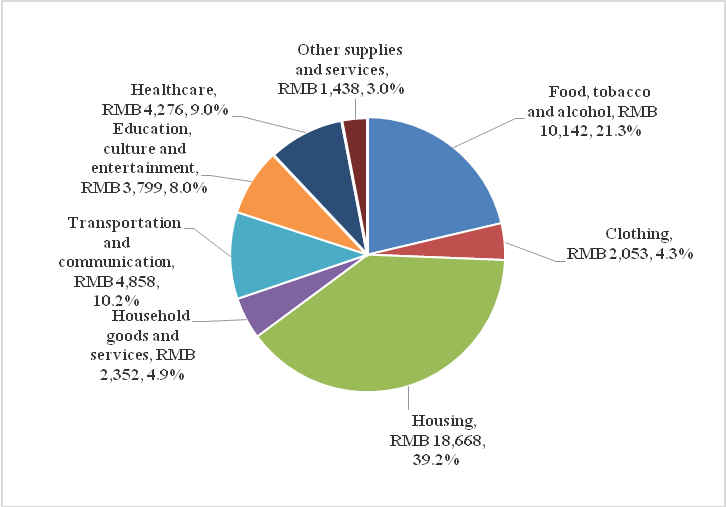 Other supplies
and services,
RMB 1,438, 3.0%
Healthcare,
RMB 4,276, 9.0%
Education,
culture and
entertainment,
RMB 3,799, 8.0%
Transportation
and
communication,
RMB 4,858,
10.2%
Household
goods and
services, RMB
2,352, 4.9%
Food, tobacco
and alcohol, RMB
10,142, 21.3%
Clothing,
RMB 2,053, 4.3%
Housing,
RMB 18,668,
39.2%